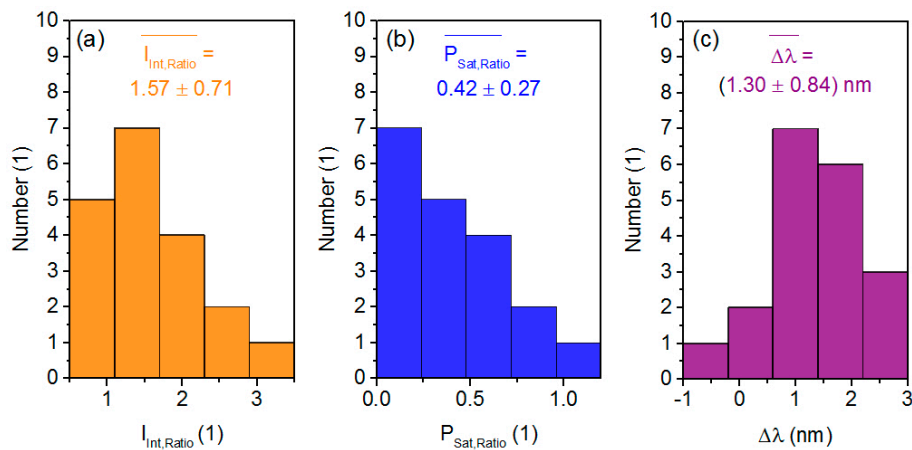 (a)
I_Int,Ratio =
1.57 ± 0.71
Number (1)
10
9
8
7
6
5
4
3
2
1
0
1 2 3
I_Int,Ratio (1)
(b)
P_Sat,Ratio =
0.42 ± 0.27
Number (1)
10
9
8
7
6
5
4
3
2
1
0
0.0 0.5 1.0
P_Sat,Ratio (1)
(c)
Δλ =
(1.30 ± 0.84) nm
Number (1)
10
9
8
7
6
5
4
3
2
1
0
-1 0 1 2 3
Δλ (nm)